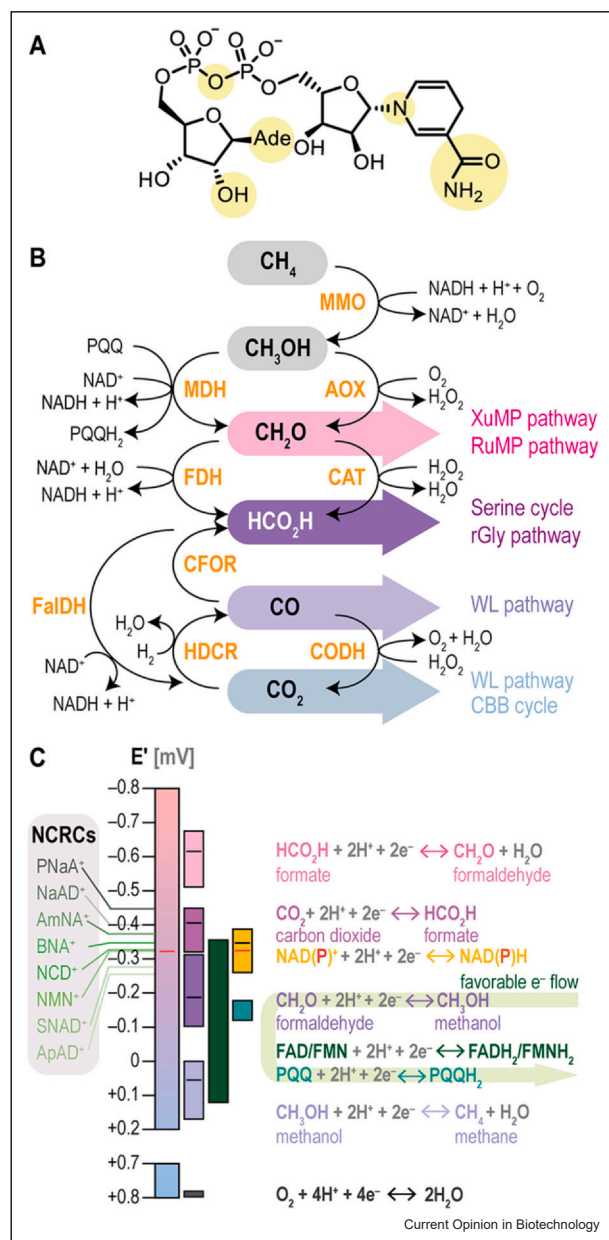 A
O⁻ O⁻
O P P O
O O O
O O O N
Ade OH O
HO OH OH NH₂
B
CH₄
MMO
NADH + H⁺ + O₂
NAD⁺ + H₂O
CH₃OH
PQQ
NAD⁺
NADH + H⁺
PQQH₂
MDH
AOX
O₂
H₂O₂
CH₂O
XuMP pathway
RuMP pathway
NAD⁺ + H₂O
NADH + H⁺
FDH
CAT
H₂O₂
H₂O
HCO₂H
Serine cycle
rGly pathway
CFOR
CO
WL pathway
FalDH
H₂O
H₂
HDCR
CODH
O₂ + H₂O
H₂O₂
NAD⁺
NADH + H⁺
CO₂
WL pathway
CBB cycle
C
E' [mV]
–0.8
–0.7
–0.6
–0.5
–0.4
–0.3
–0.2
–0.1
0
+0.1
+0.2
+0.7
+0.8
NCRCs
PNaA⁺
NaAD⁺
AmNA⁺
BNA⁺
NCD⁺
NMN⁺
SNAD⁺
ApAD⁺
HCO₂H + 2H⁺ + 2e⁻ ↔ CH₂O + H₂O
formate formaldehyde
CO₂ + 2H⁺ + 2e⁻ ↔ HCO₂H
carbon dioxide formate
NAD(P)⁺ + 2H⁺ + 2e⁻ ↔ NAD(P)H
favorable e⁻ flow
CH₂O + 2H⁺ + 2e⁻ ↔ CH₃OH
formaldehyde methanol
FAD/FMN + 2H⁺ + 2e⁻ ↔ FADH₂/FMNH₂
PQQ + 2H⁺ + 2e⁻ ↔ PQQH₂
CH₃OH + 2H⁺ + 2e⁻ ↔ CH₄ + H₂O
methanol methane
O₂ + 4H⁺ + 4e⁻ ↔ 2H₂O
Current Opinion in Biotechnology